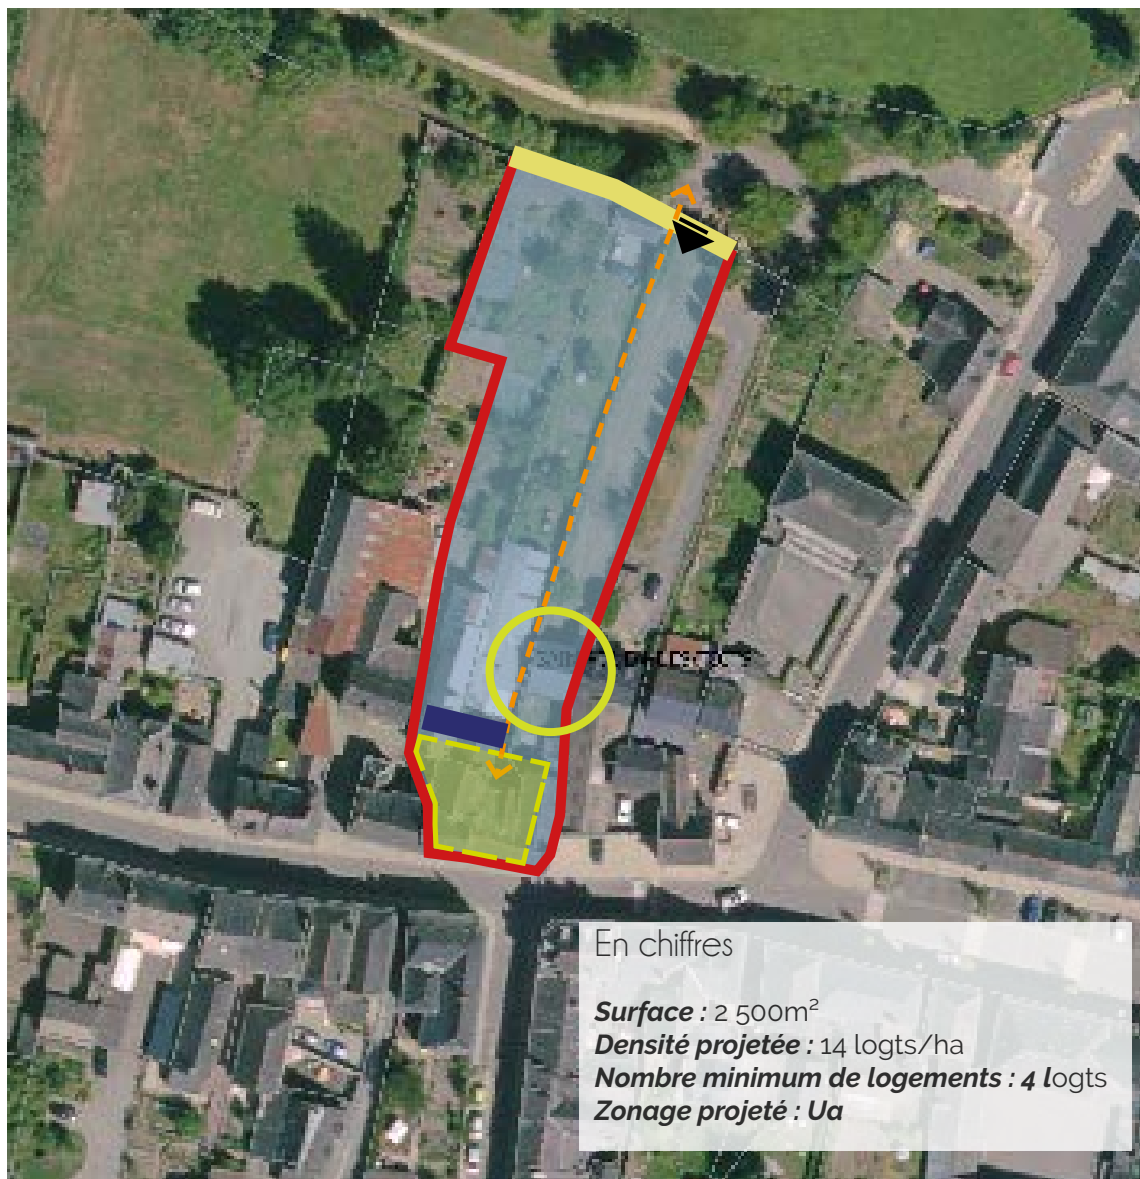 En chiffres
Surface : 2 500m²
Densité projetée : 14 logts/ha
Nombre minimum de logements : 4 logts
Zonage projeté : Ua